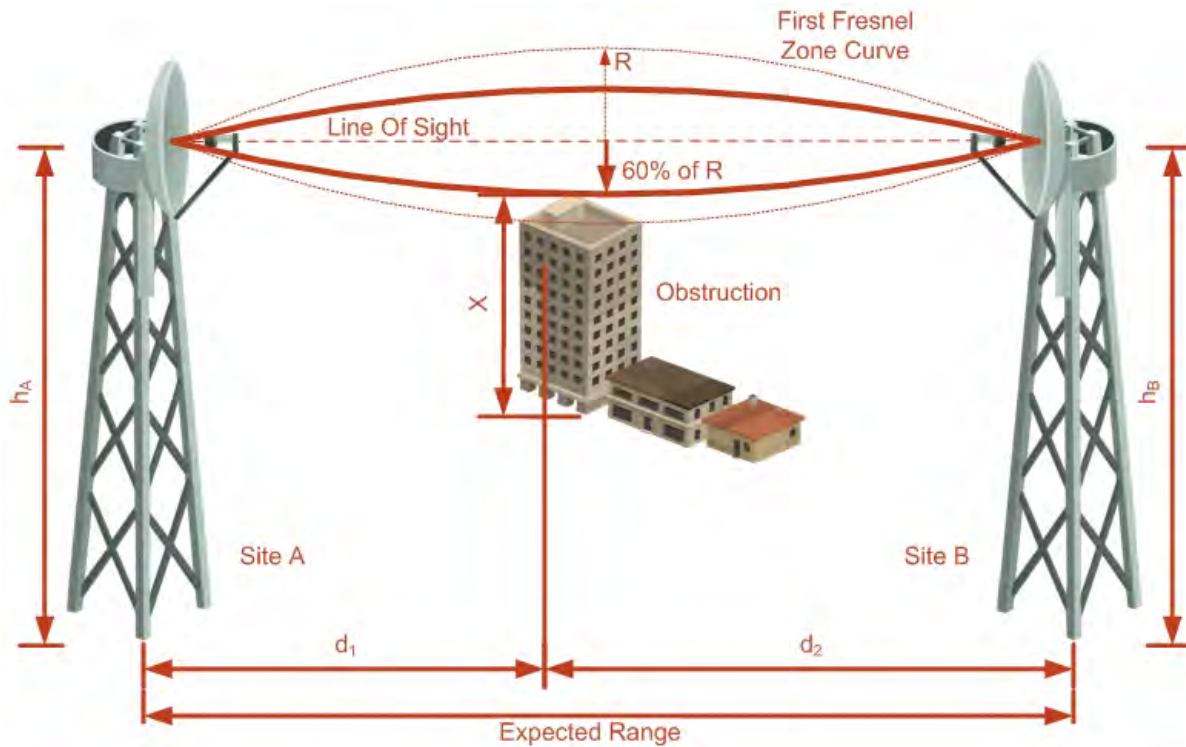 First Fresnel
Zone Curve
R
Line Of Sight
60% of R
X
Obstruction
hA
hB
Site A
Site B
d1
d2
Expected Range